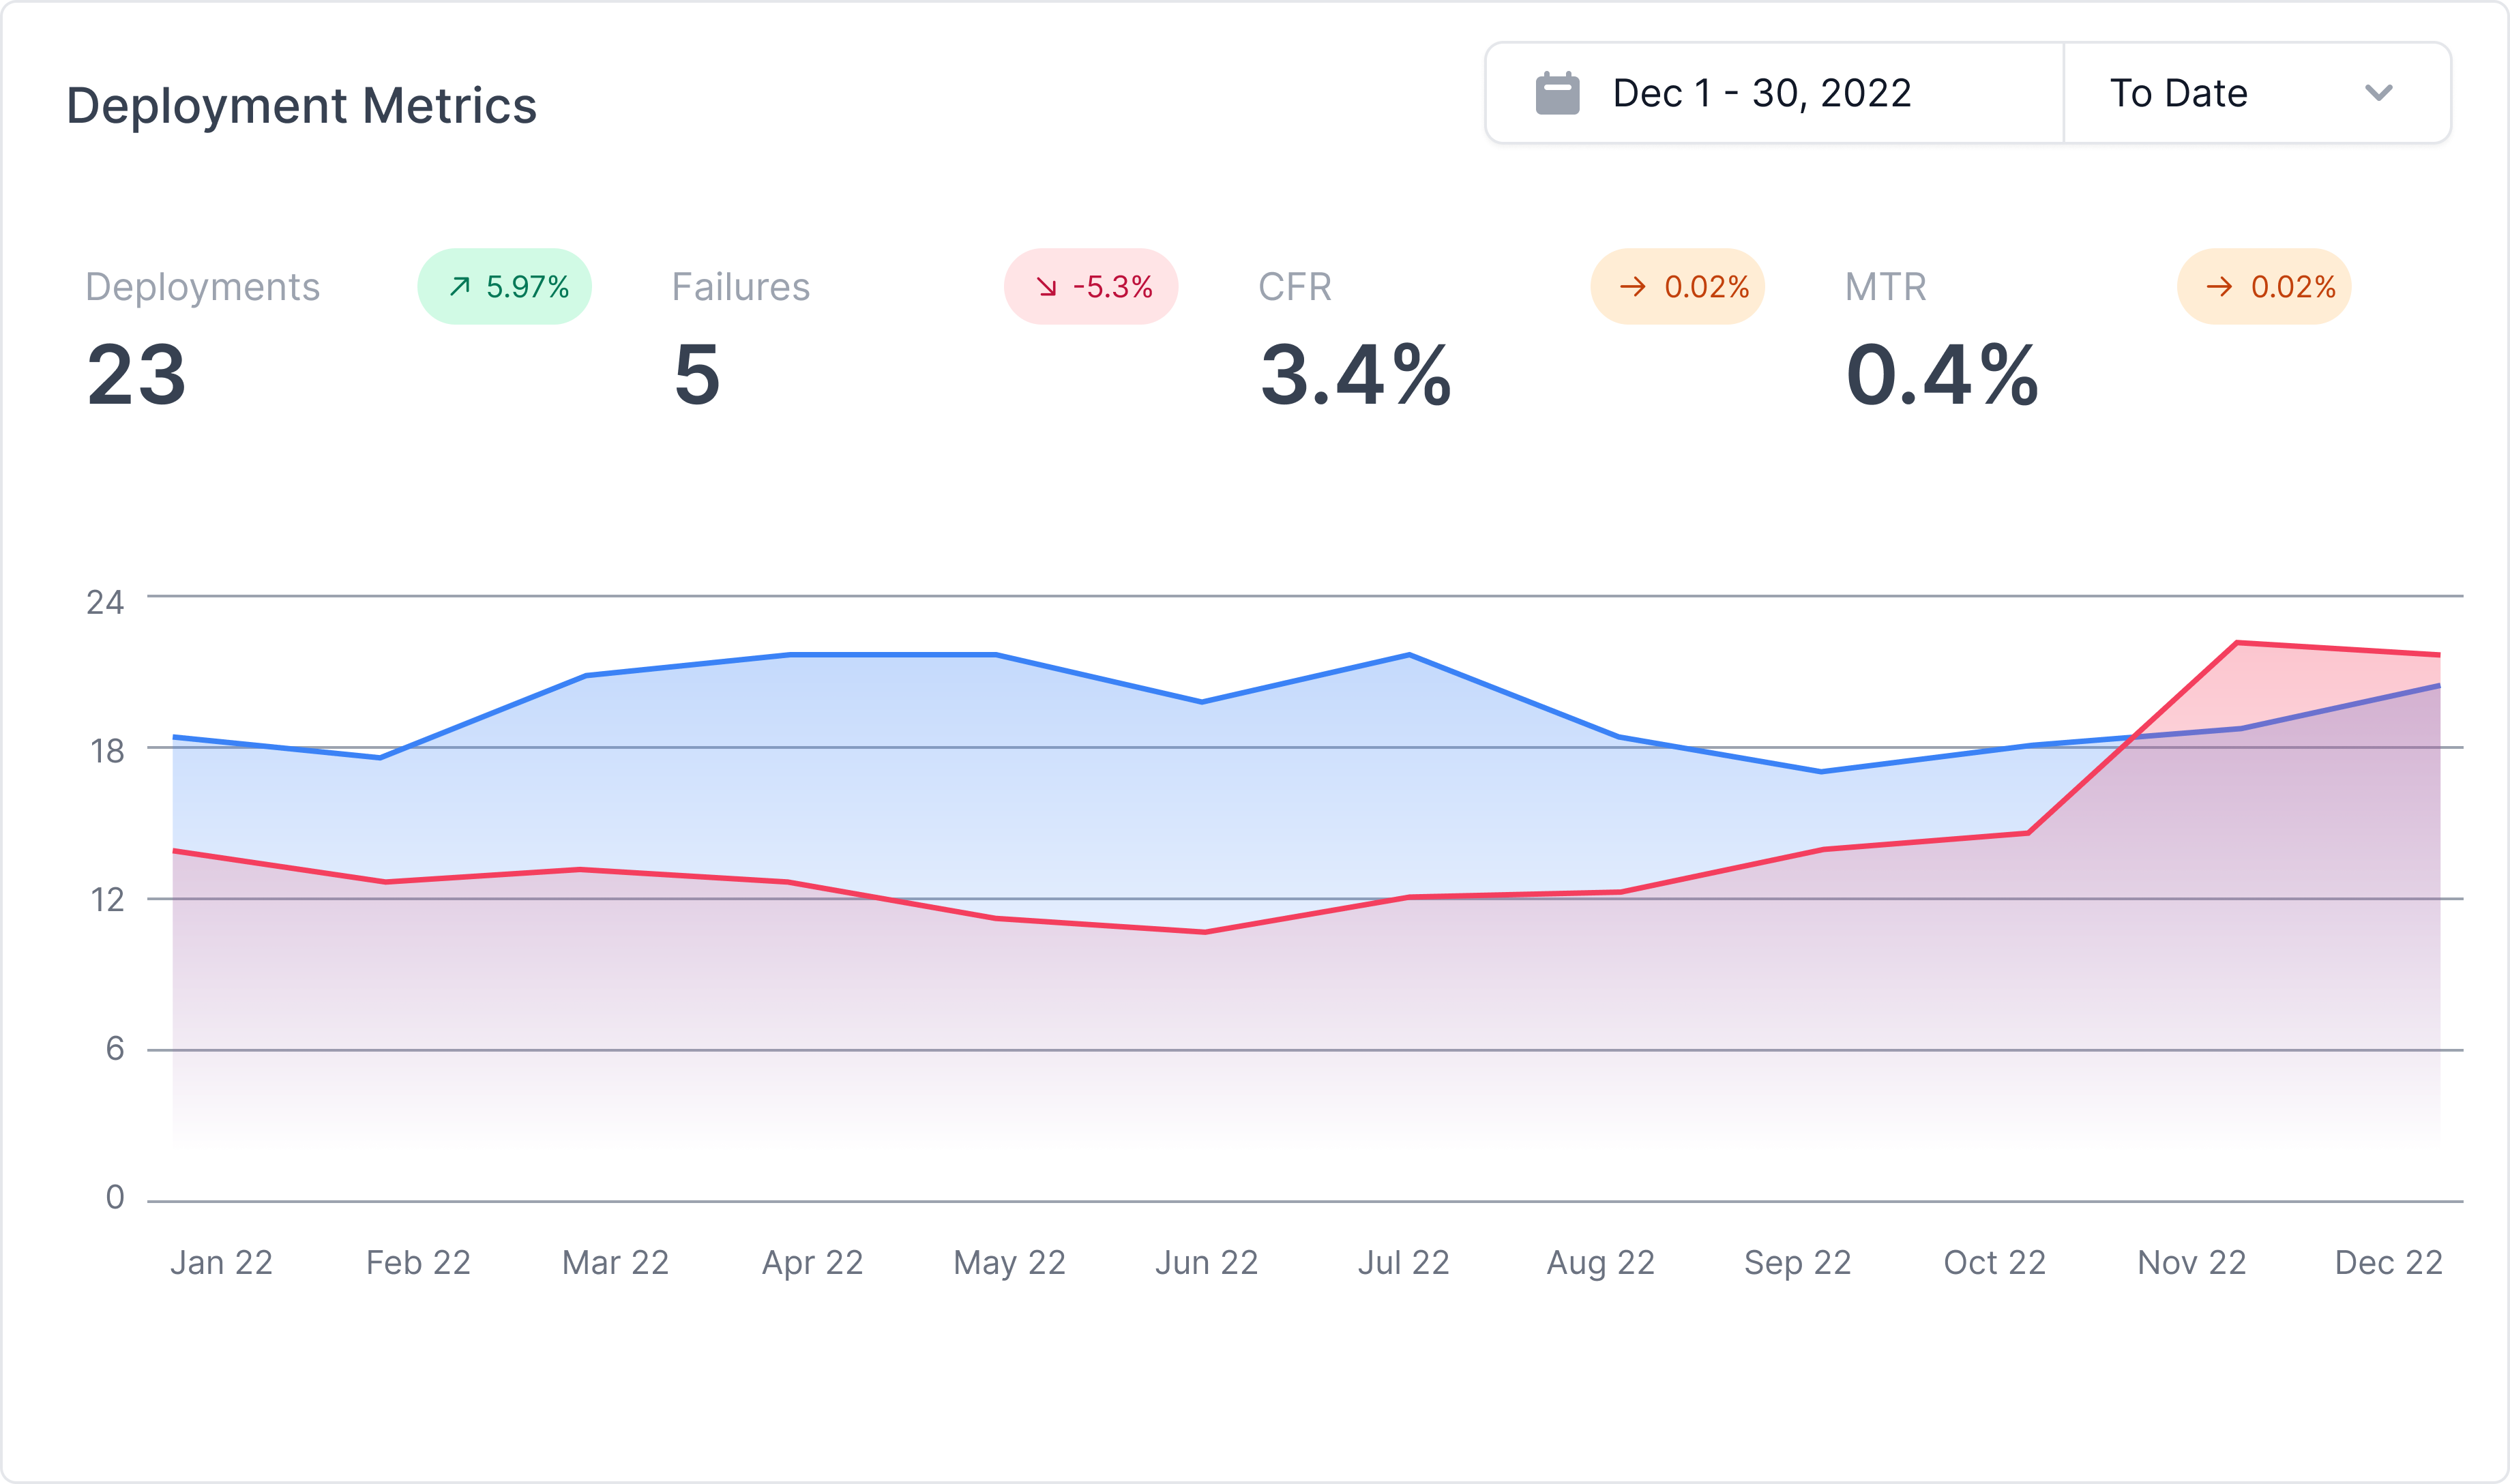 Deployment Metrics
Dec 1 - 30, 2022
To Date
Deployments
5.97%
23
Failures
-5.3%
5
CFR
0.02%
3.4%
MTR
0.02%
0.4%
24
18
12
6
0
Jan 22
Feb 22
Mar 22
Apr 22
May 22
Jun 22
Jul 22
Aug 22
Sep 22
Oct 22
Nov 22
Dec 22